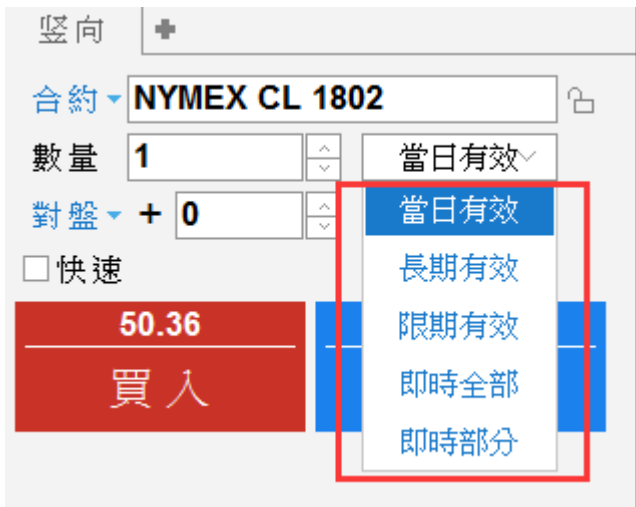 竖向 +
合約 NYMEX CL 1802
數量 1 當日有效
對盤 + 0 當日有效
長期有效
快速
限期有效
50.36
即時全部
買入
即時部分